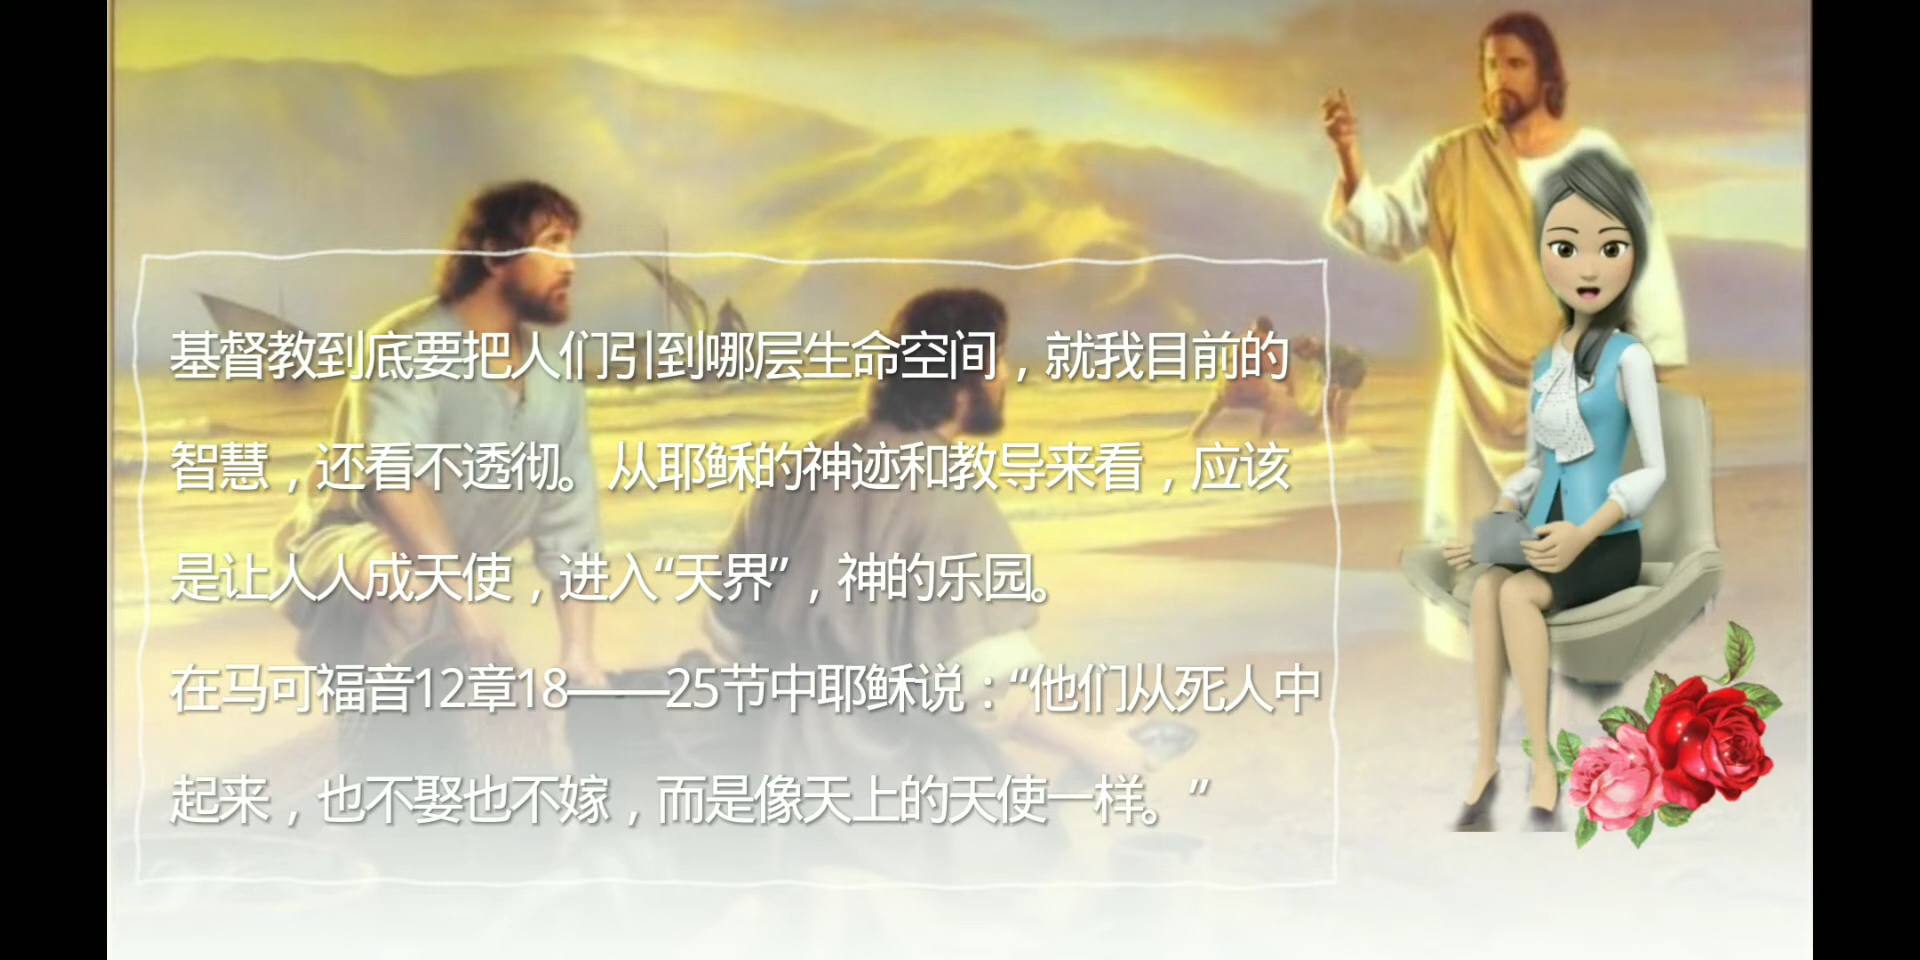 基督教到底要把人们引到哪层生命空间，就我目前的
智慧，还看不透彻。从耶稣的神迹和教导来看，应该
是让人人成天使，进入“天界”，神的乐园。
在马可福音12章18——25节中耶稣说：“他们从死人中
起来，也不娶也不嫁，而是像天上的天使一样。”